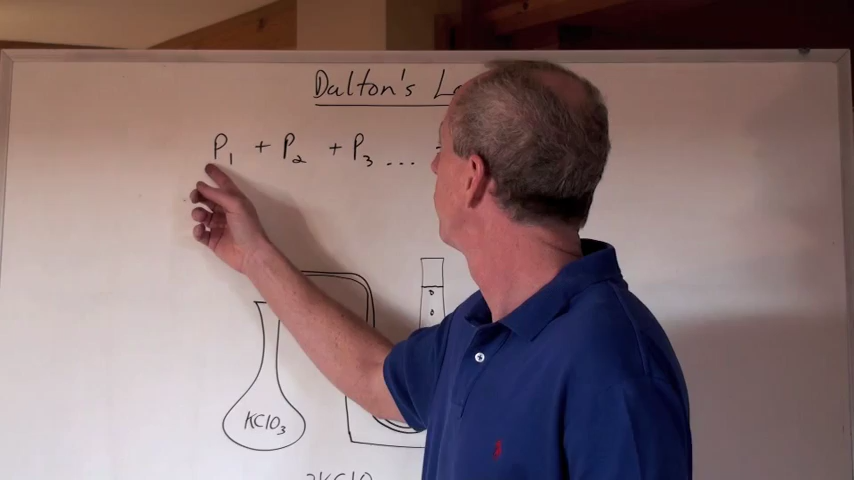 Dalton's
P₁ + P₂ + P₃ ...
KClO₃